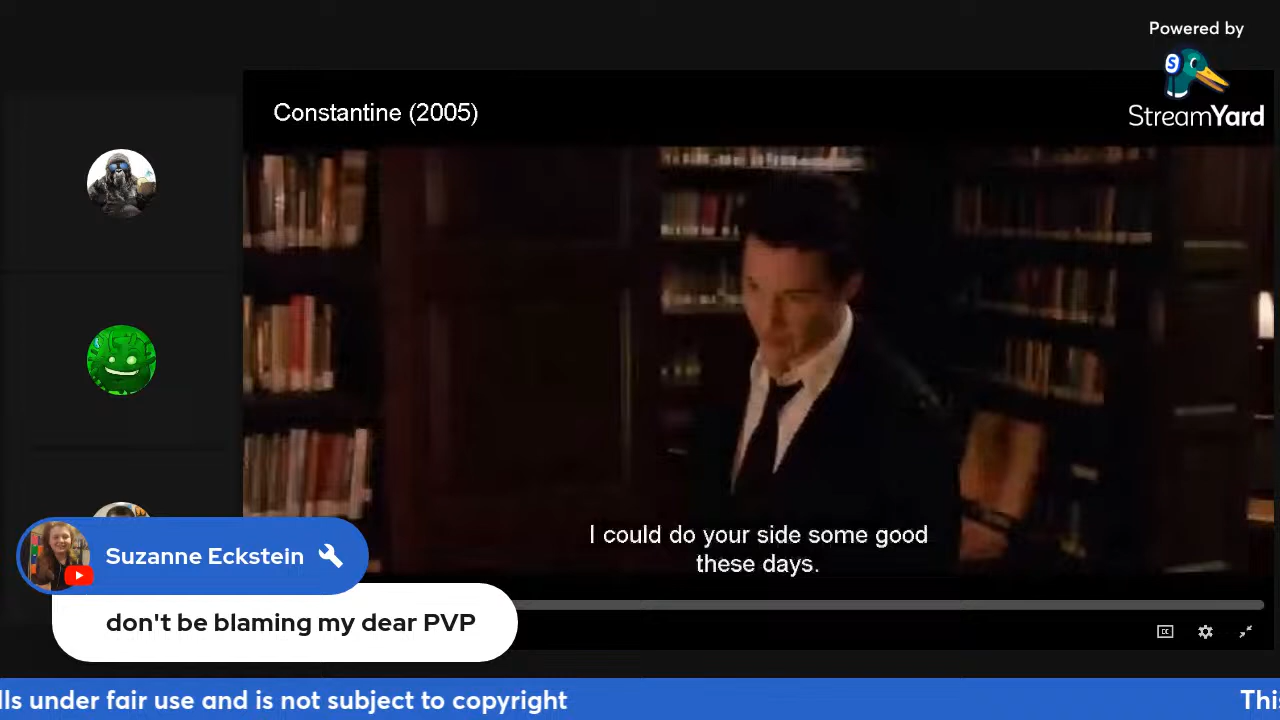 Powered by
S
StreamYard
Constantine (2005)
I could do your side some good
these days.
Suzanne Eckstein
don't be blaming my dear PVP
lls under fair use and is not subject to copyright
This